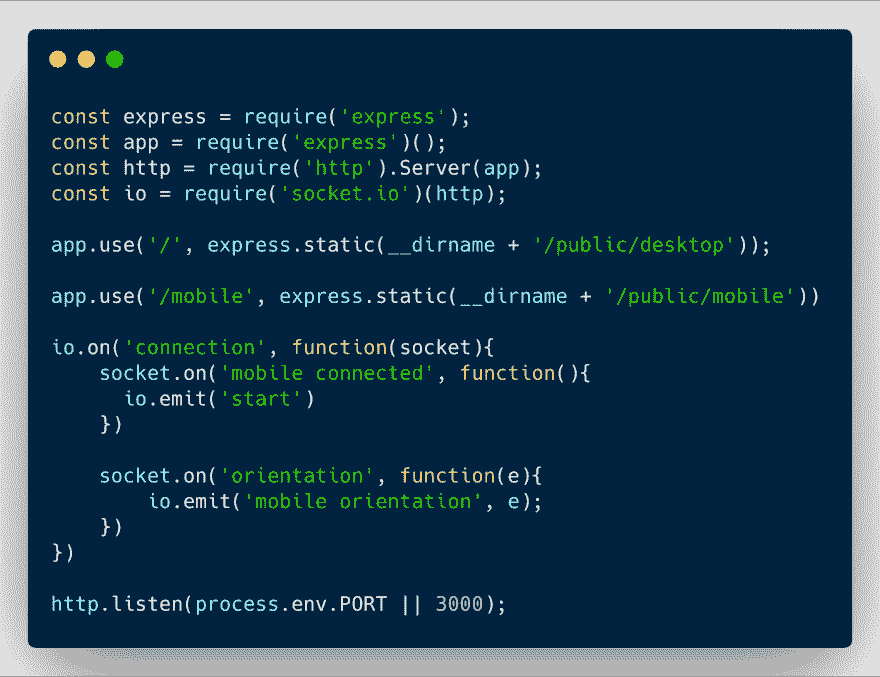 const express = require('express');
const app = require('express')();
const http = require('http').Server(app);
const io = require('socket.io')(http);

app.use('/', express.static(__dirname + '/public/desktop'));

app.use('/mobile', express.static(__dirname + '/public/mobile'))

io.on('connection', function(socket){
    socket.on('mobile connected', function(){
      io.emit('start')
    })

    socket.on('orientation', function(e){
        io.emit('mobile orientation', e);
    })
})

http.listen(process.env.PORT || 3000);